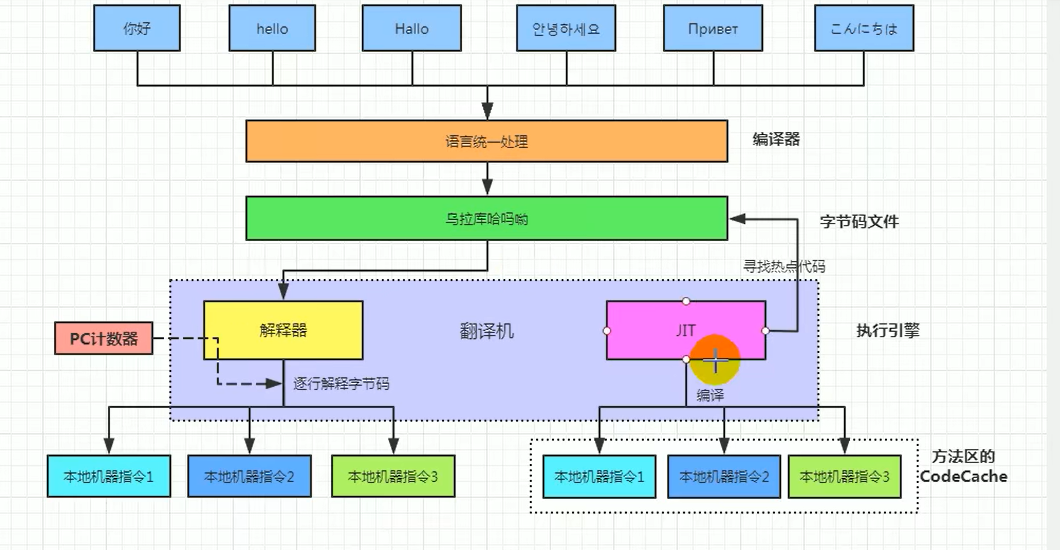 你好
hello
Hallo
안녕하세요
Привет
こんにちは
语言统一处理
编译器
乌拉库哈吗呦
字节码文件
寻找热点代码
PC计数器
解释器
翻译机
JIT
执行引擎
逐行解释字节码
编译
本地机器指令1
本地机器指令2
本地机器指令3
本地机器指令1
本地机器指令2
本地机器指令3
方法区的
CodeCache